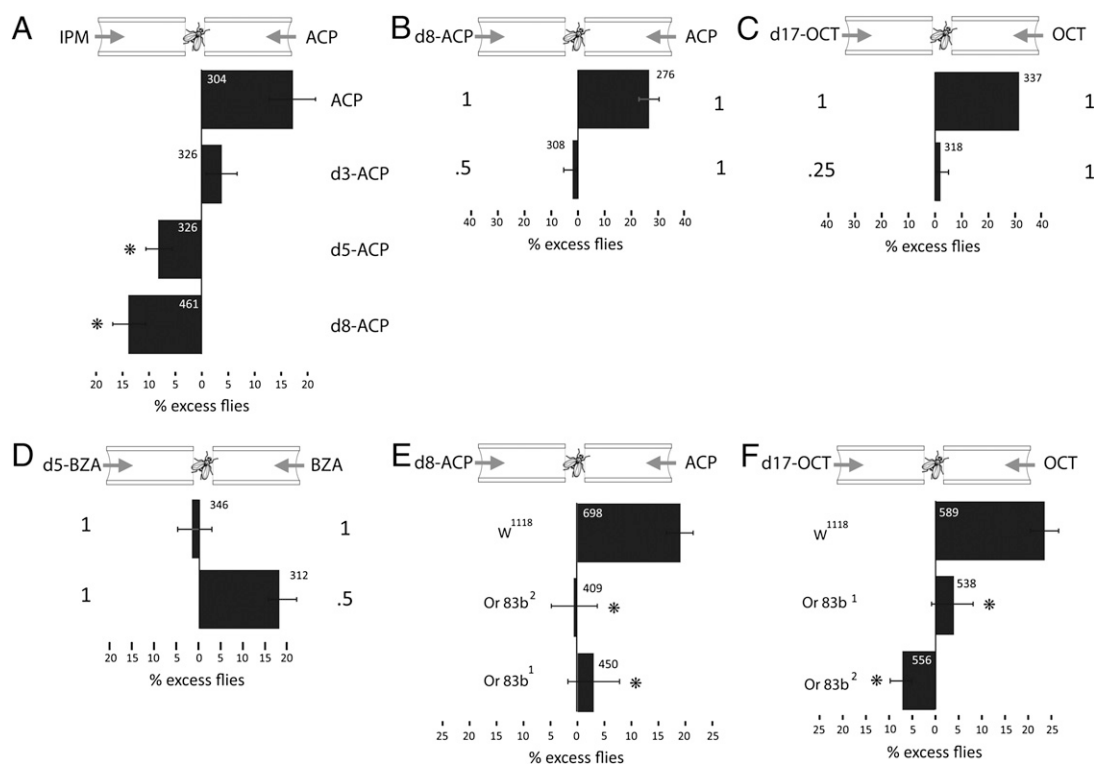 A
IPM
ACP
304
ACP
326
d3-ACP
326
*
d5-ACP
461
*
d8-ACP
20 15 10 5 0 5 10 15 20
% excess flies
B
d8-ACP
ACP
276
1
1
308
.5
1
40 30 20 10 0 10 20 30 40
% excess flies
C
d17-OCT
OCT
337
1
1
318
.25
1
40 30 20 10 0 10 20 30 40
% excess flies
D
d5-BZA
BZA
346
1
1
312
1
.5
20 15 10 5 0 5 10 15 20
% excess flies
E
d8-ACP
ACP
698
W1118
409
Or 83b2
*
450
Or 83b1
*
25 20 15 10 5 0 5 10 15 20 25
% excess flies
F
d17-OCT
OCT
589
W1118
538
Or 83b1
*
556
Or 83b2
*
25 20 15 10 5 0 5 10 15 20 25
% excess flies